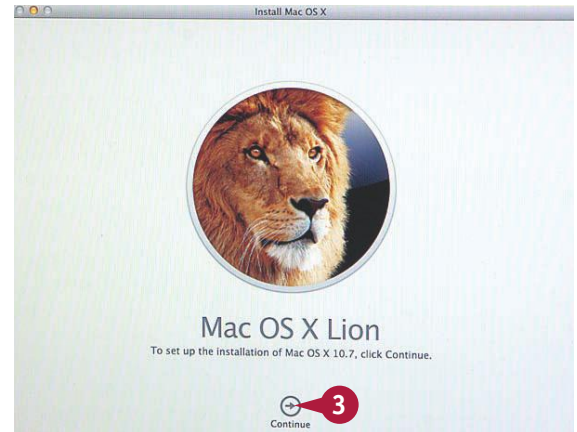 Install Mac OS X
Mac OS X Lion
To set up the installation of Mac OS X 10.7, click Continue.
3
Continue